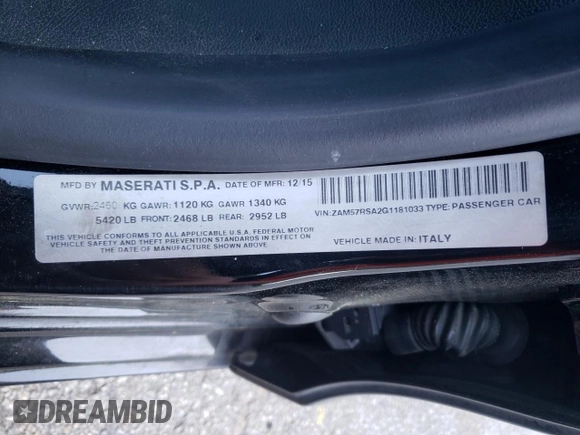 MFD BY MASERATI S.P.A. DATE OF MFR: 12/15
GVWR: 2460 KG GAWR: 1120 KG GAWR 1340 KG
5420 LB FRONT: 2468 LB REAR: 2952 LB
VIN: ZAM57RSA2G1181033 TYPE: PASSENGER CAR
THIS VEHICLE CONFORMS TO ALL APPLICABLE U.S.A. FEDERAL MOTOR
VEHICLE SAFETY AND THEFT PREVENTION STANDARDS IN EFFECT ON
THE DATE OF MANUFACTURE SHOWN ABOVE.
VEHICLE MADE IN: ITALY
DREAMBID